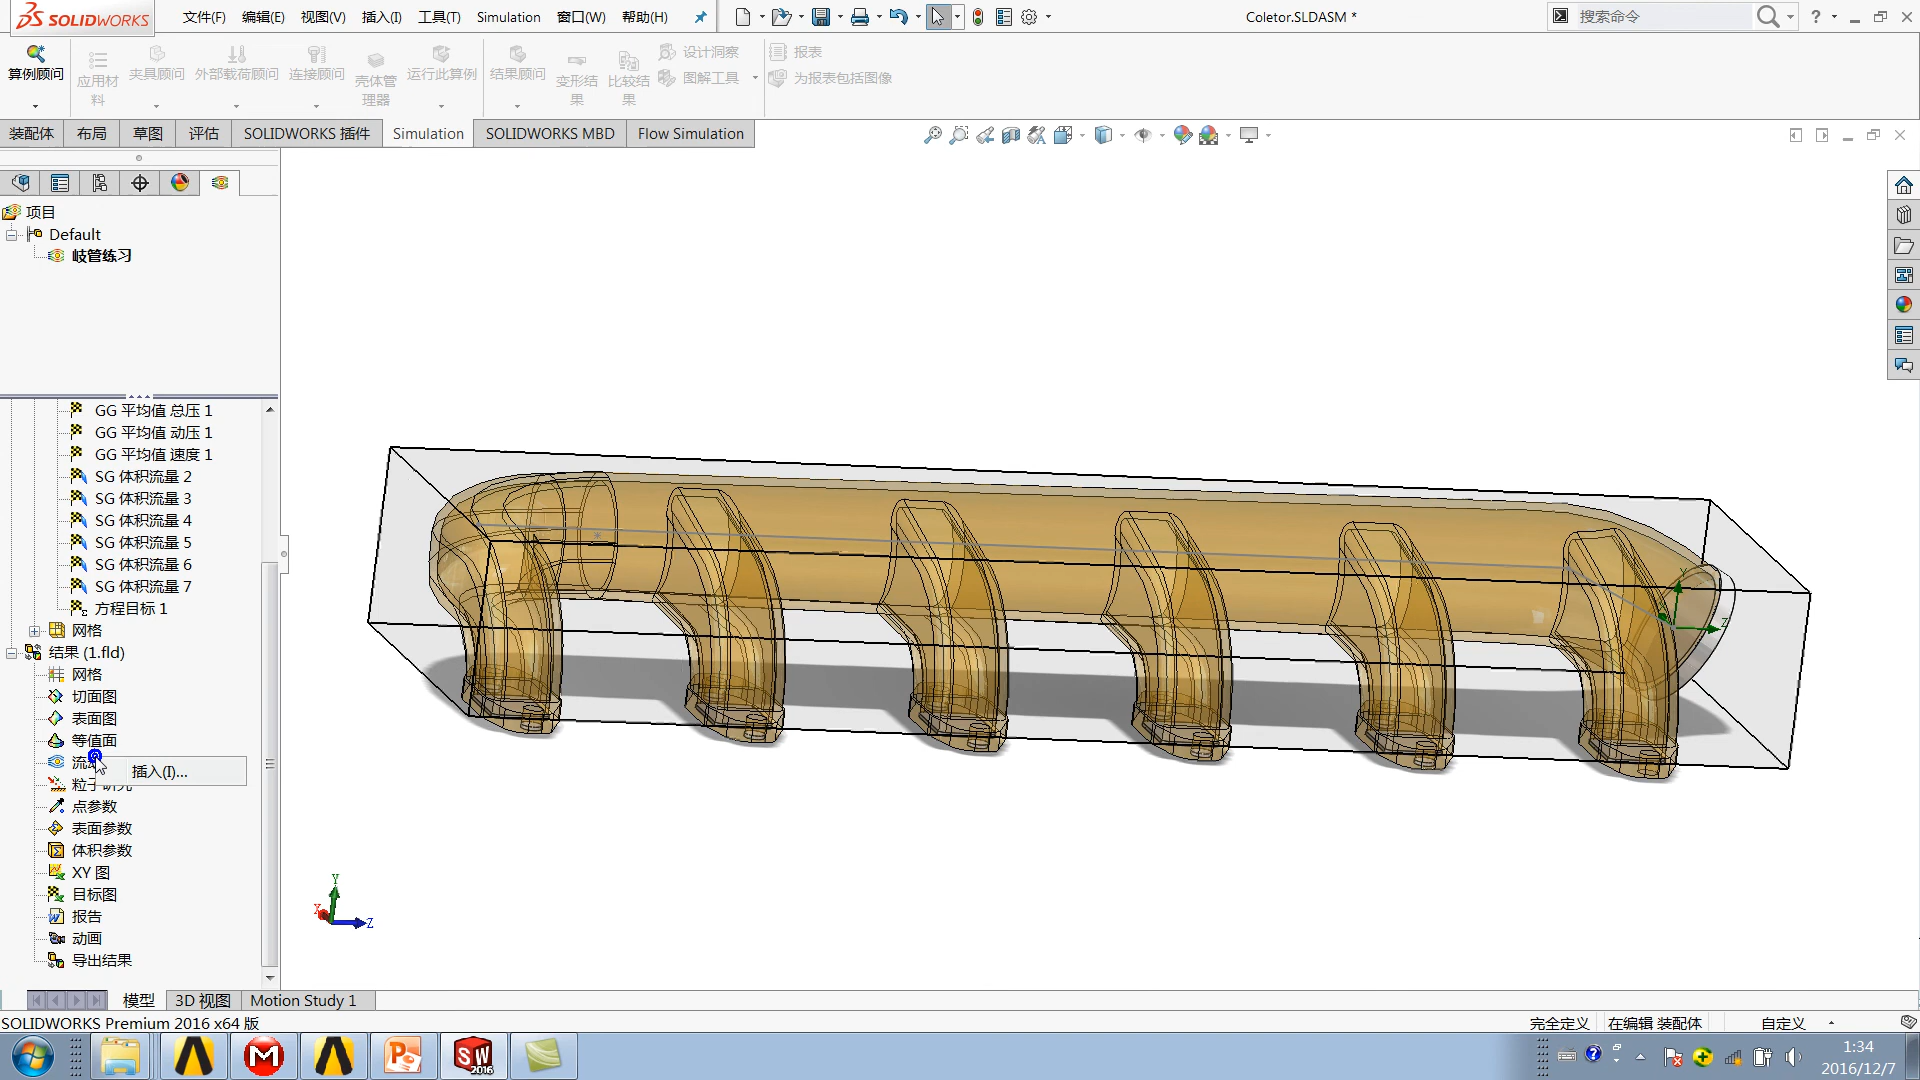 SOLIDWORKS 文件(F) 编辑(E) 视图(V) 插入(I) 工具(T) Simulation 窗口(W) 帮助(H) Coletor.SLDASM * 搜索命令
算例顾问 应用材料 夹具顾问 外部载荷顾问 连接顾问 壳体管理器 运行此算例 结果顾问 变形结果 比较结果 设计洞察 图解工具 报表 为报表包括图像
装配体 布局 草图 评估 SOLIDWORKS 插件 Simulation SOLIDWORKS MBD Flow Simulation
项目
Default
歧管练习
GG 平均值 总压 1
GG 平均值 动压 1
GG 平均值 速度 1
SG 体积流量 2
SG 体积流量 3
SG 体积流量 4
SG 体积流量 5
SG 体积流量 6
SG 体积流量 7
方程目标 1
网格
结果 (1.fld)
网格
切面图
表面图
等值面
插入(I)...
点参数
表面参数
体积参数
XY 图
目标图
报告
动画
导出结果
Y
X
Z
Z
模型 3D 视图 Motion Study 1
SOLIDWORKS Premium 2016 x64 版 完全定义 在编辑 装配体 自定义
SW 2016
1:34
2016/12/7